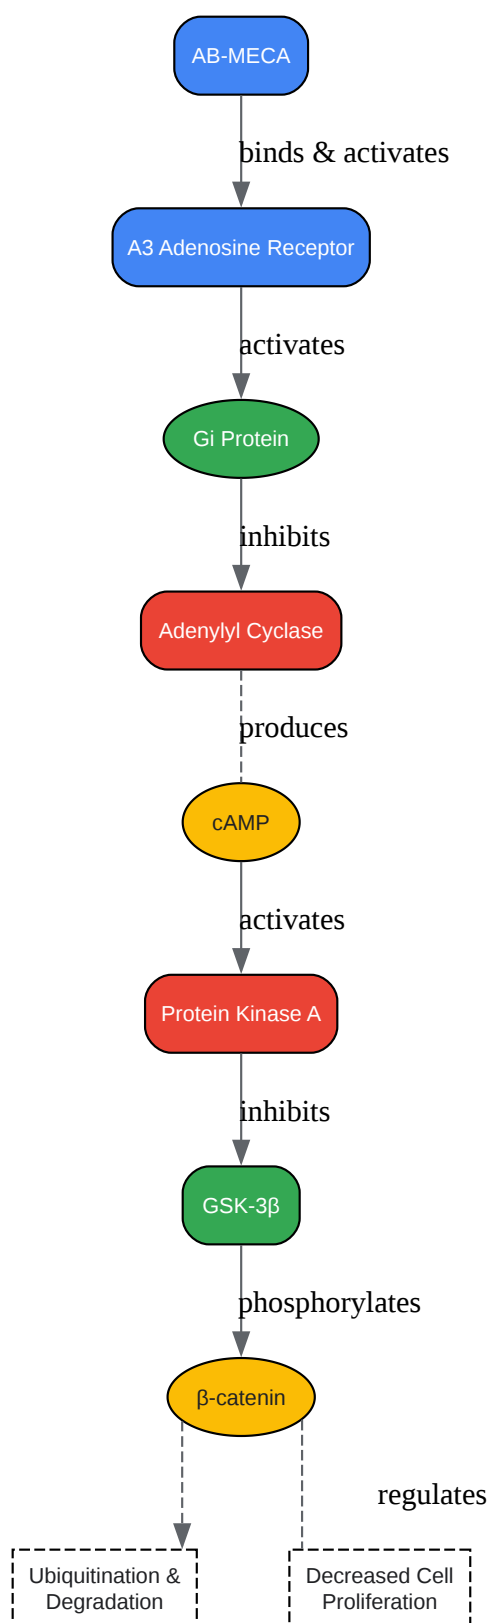 AB-MECA
binds & activates
A3 Adenosine Receptor
activates
Gi Protein
inhibits
Adenylyl Cyclase
produces
cAMP
activates
Protein Kinase A
inhibits
GSK-3β
phosphorylates
β-catenin
regulates
Ubiquitination &
Degradation
Decreased Cell
Proliferation